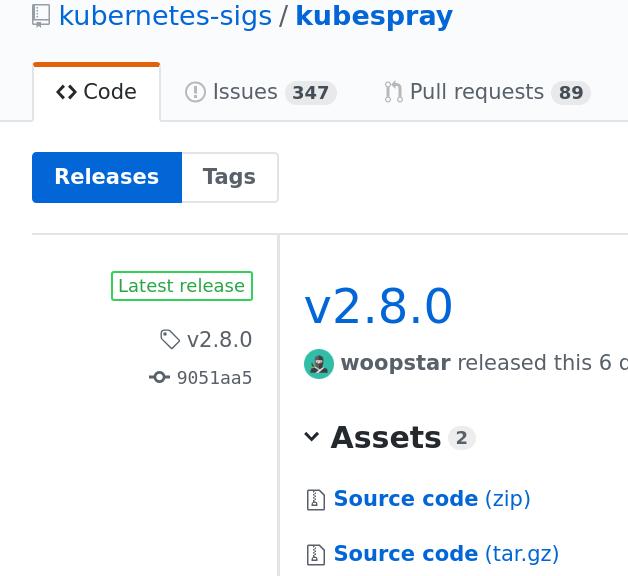 kubernetes-sigs / kubespray
Code Issues 347 Pull requests 89
Releases Tags
Latest release
v2.8.0
9051aa5
v2.8.0
woopstar released this 6 d
Assets 2
Source code (zip)
Source code (tar.gz)